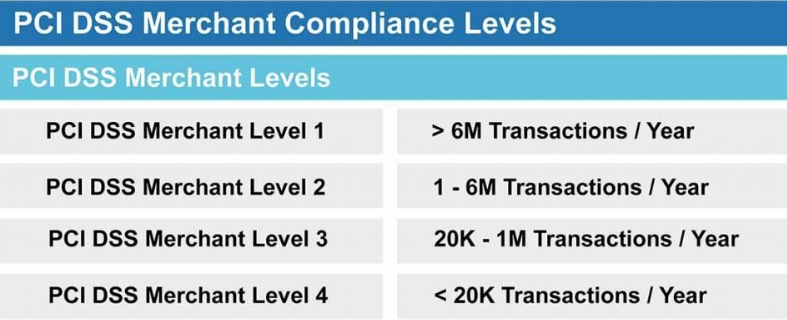 PCI DSS Merchant Compliance Levels
PCI DSS Merchant Levels
PCI DSS Merchant Level 1 > 6M Transactions / Year
PCI DSS Merchant Level 2 1 - 6M Transactions / Year
PCI DSS Merchant Level 3 20K - 1M Transactions / Year
PCI DSS Merchant Level 4 < 20K Transactions / Year